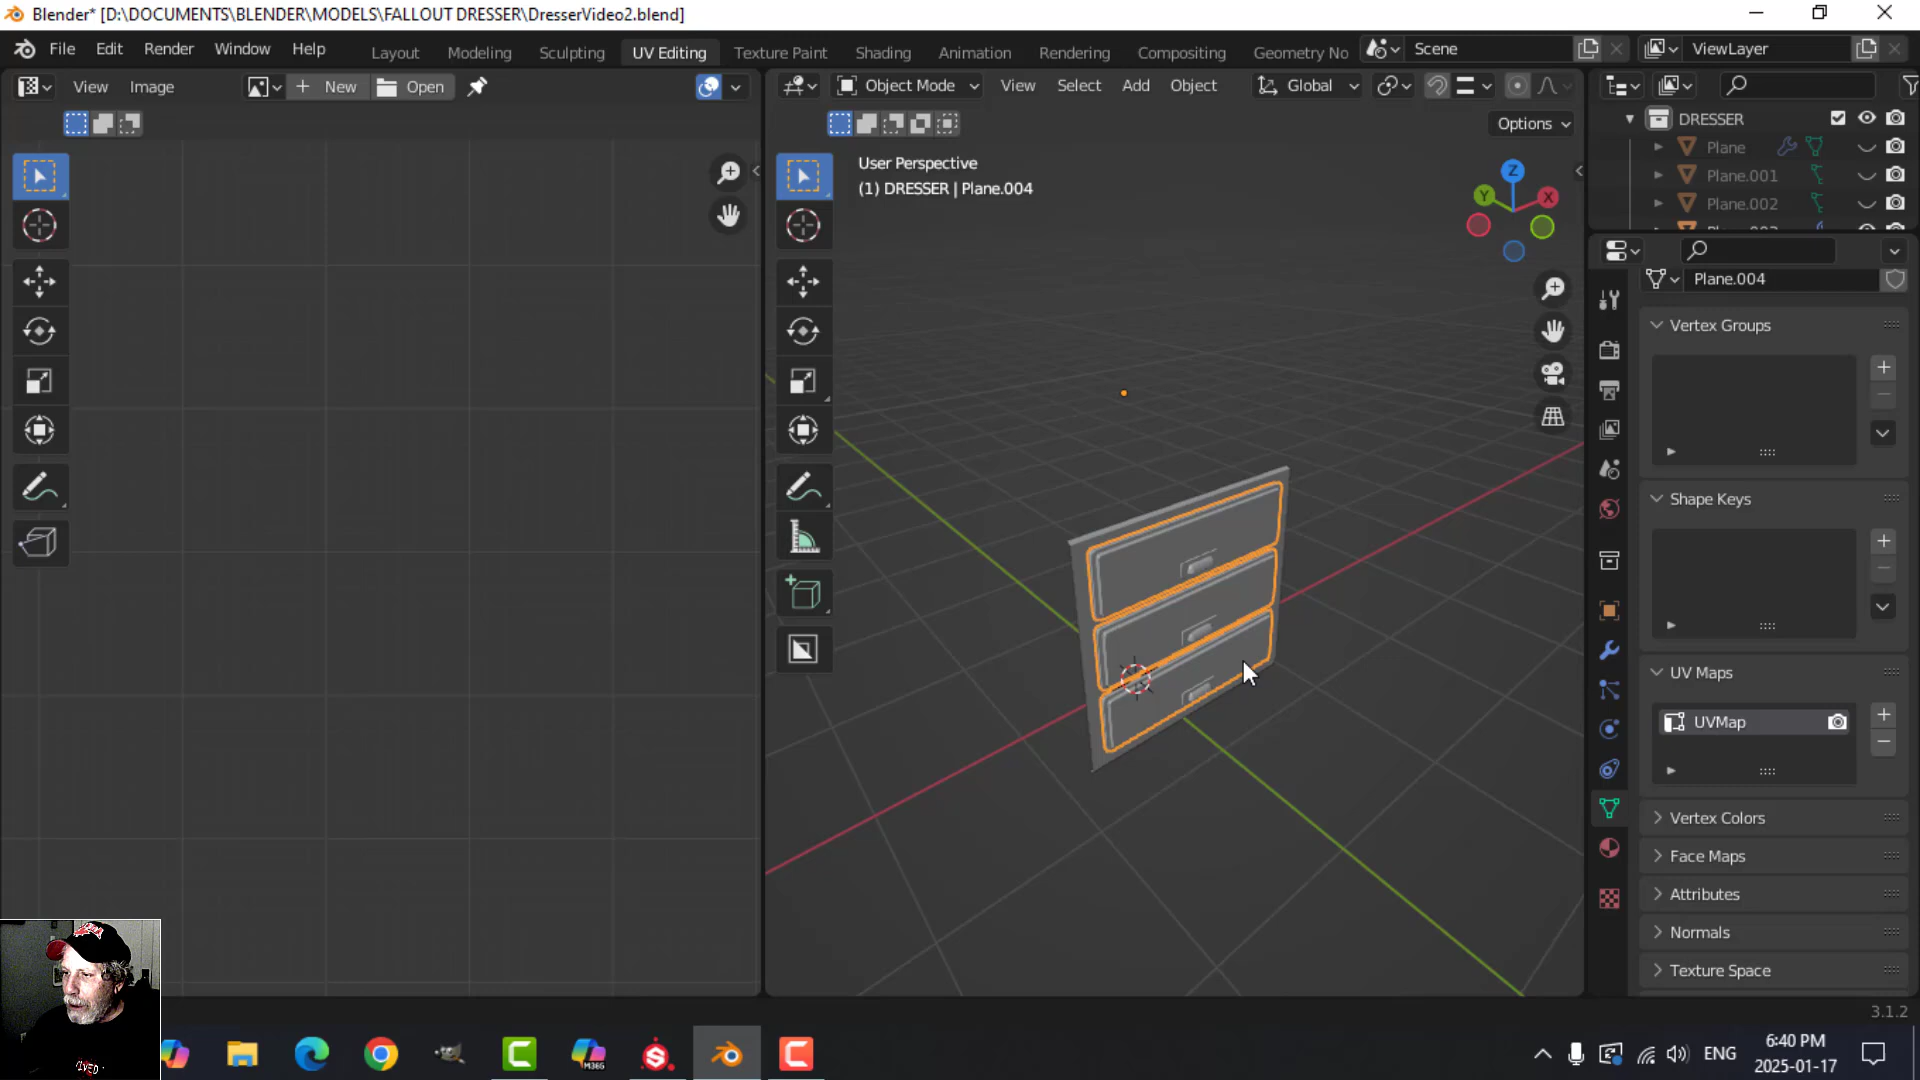 Blender* [D:\DOCUMENTS\BLENDER\MODELS\FALLOUT DRESSER\DresserVideo2.blend]
File Edit Render Window Help
Layout Modeling Sculpting UV Editing Texture Paint Shading Animation Rendering Compositing Geometry No
Scene
ViewLayer
View Image
New
Open
Object Mode
View Select Add Object
Global
Options
User Perspective
(1) DRESSER | Plane.004
Z
Y
X
DRESSER
Plane
Plane.001
Plane.002
Plane.004
Vertex Groups
Shape Keys
UV Maps
UVMap
Vertex Colors
Face Maps
Attributes
Normals
Texture Space
3.1.2
M365
ENG
6:40 PM
2025-01-17